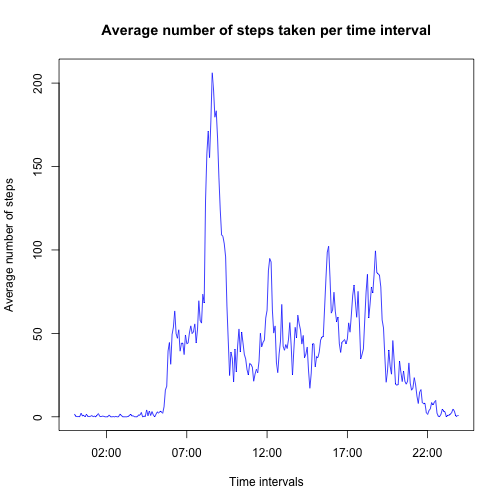 Average number of steps taken per time interval
Average number of steps
200
150
100
50
0
02:00 07:00 12:00 17:00 22:00
Time intervals